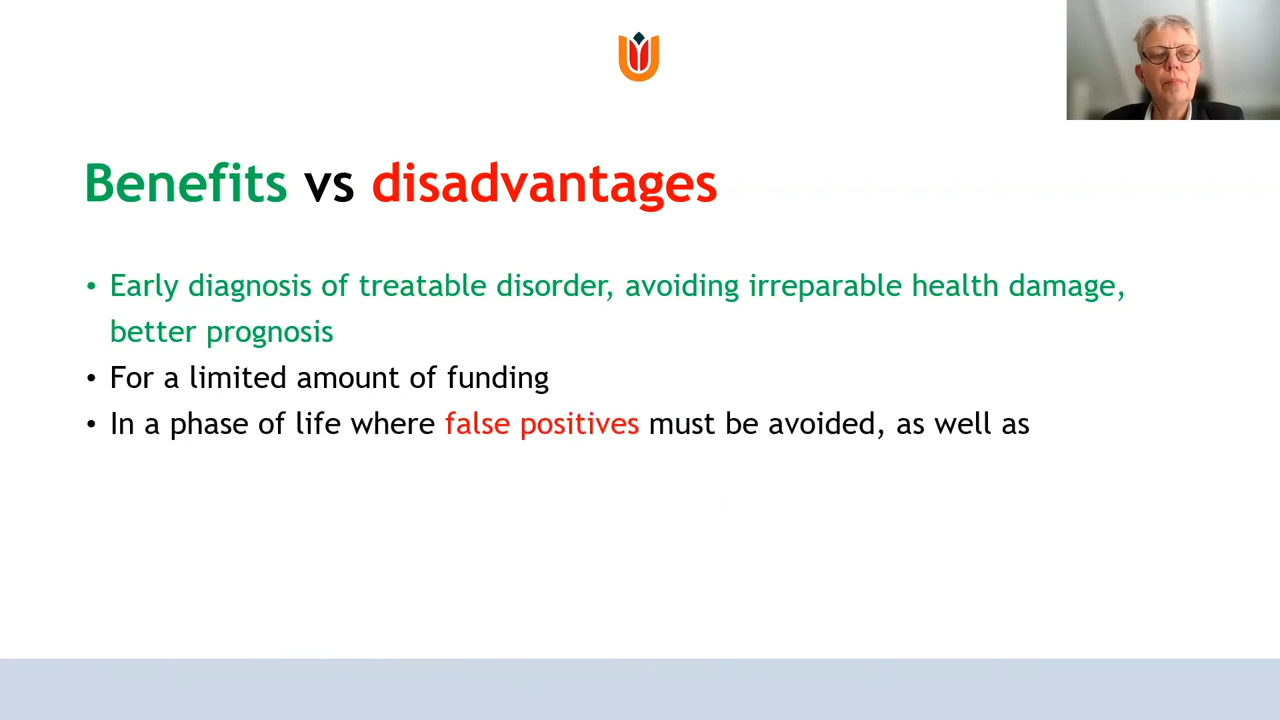 Benefits vs disadvantages
• Early diagnosis of treatable disorder, avoiding irreparable health damage,
better prognosis
• For a limited amount of funding
• In a phase of life where false positives must be avoided, as well as